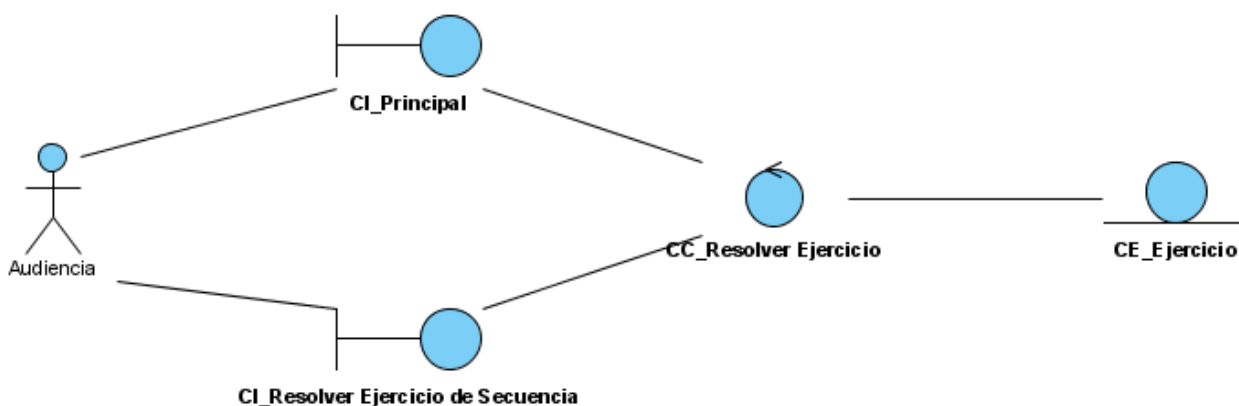 CI_Principal
Audiencia
CC_Resolver Ejercicio
CE_Ejercicio
CI_Resolver Ejercicio de Secuencia